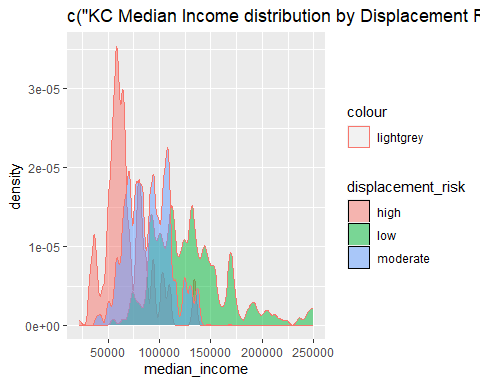 c("KC Median Income distribution by Displacement R
density
3e-05
2e-05
1e-05
0e+00
50000 100000 150000 200000 250000
median_income
colour
lightgrey
displacement_risk
high
low
moderate